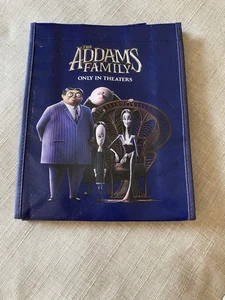 THE
ADDAMS
FAMILY
ONLY IN THEATERS